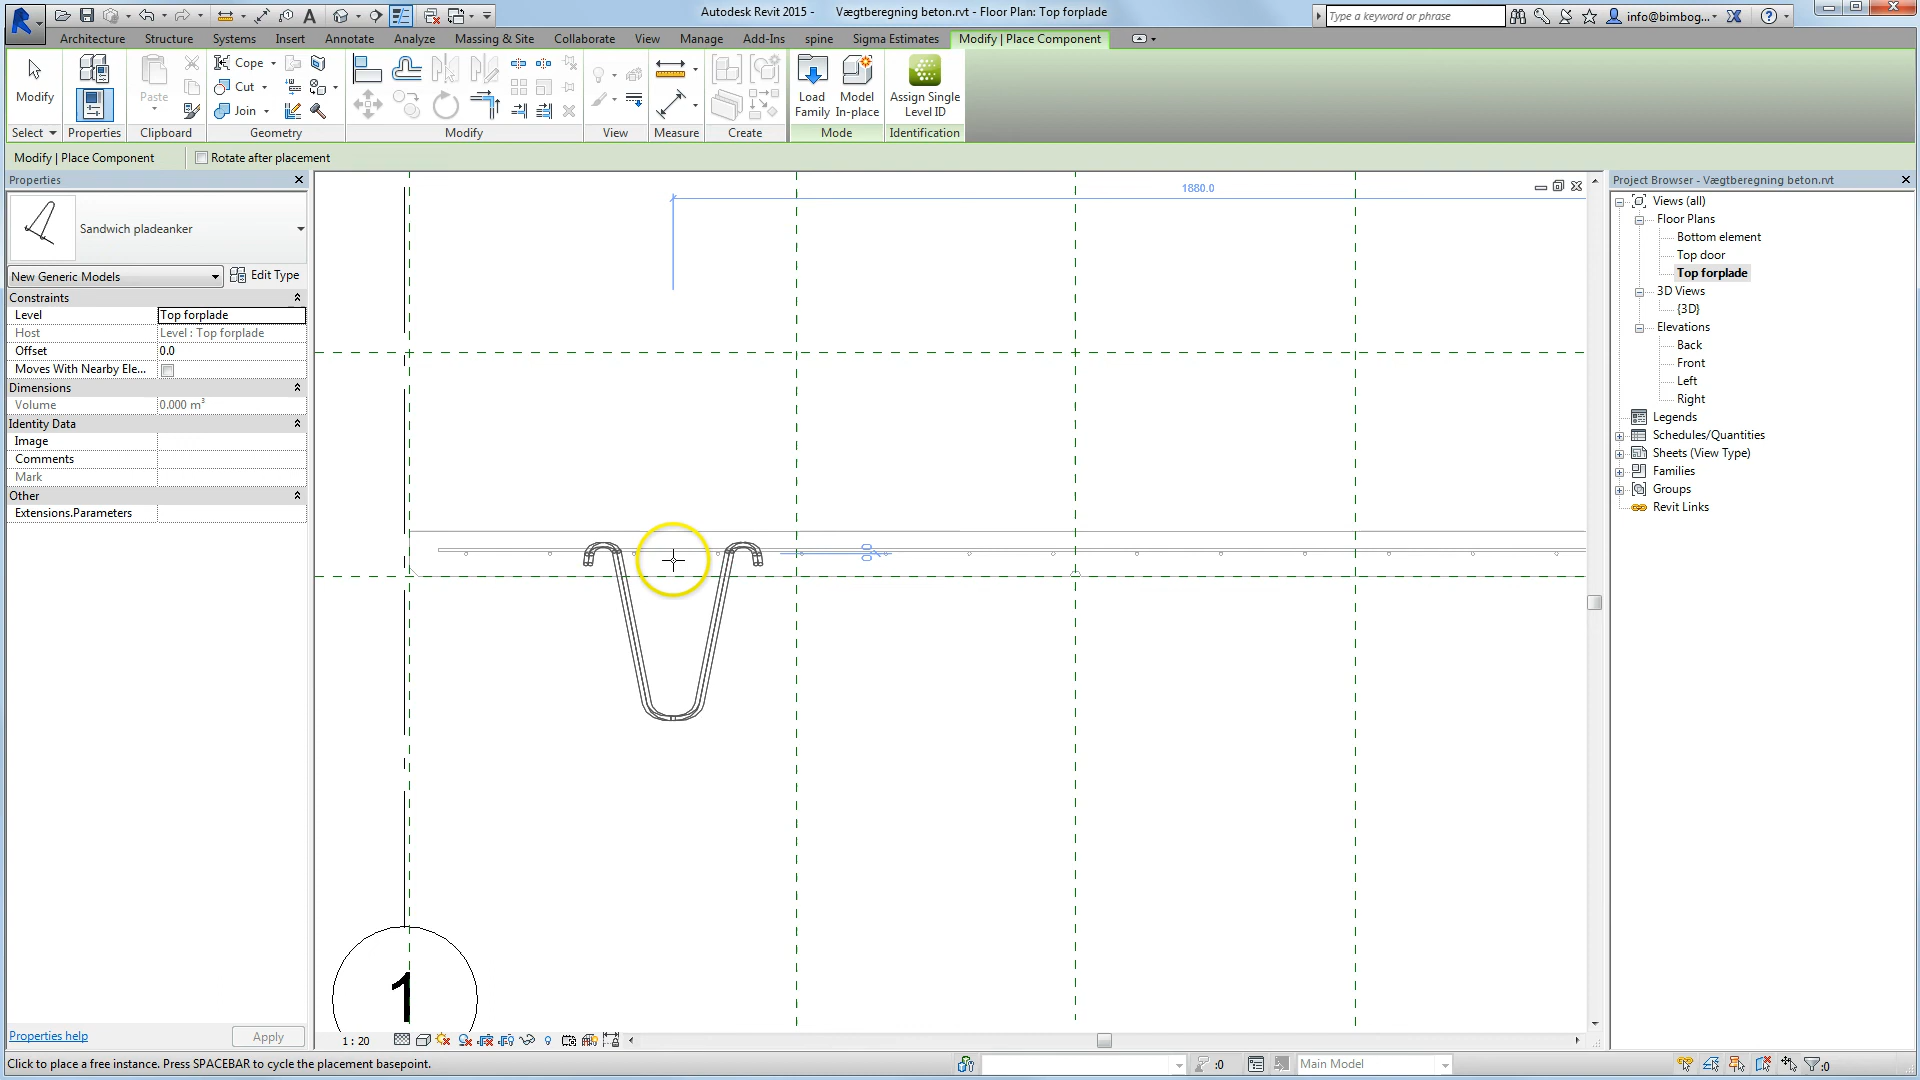 Autodesk Revit 2015 - Vægtberegning beton.rvt - Floor Plan: Top forplade
Type a keyword or phrase
info@bimbog...
Architecture Structure Systems Insert Annotate Analyze Massing & Site Collaborate View Manage Add-Ins spine Sigma Estimates Modify | Place Component
Modify
Paste
Cope
Cut
Join
Load Family
Model In-place
Assign Single Level ID
Select Properties Clipboard Geometry Modify View Measure Create Mode Identification
Modify | Place Component Rotate after placement
Properties
Sandwich pladeanker
New Generic Models Edit Type
Constraints
Level Top forplade
Host Level : Top forplade
Offset 0.0
Moves With Nearby Ele...
Dimensions
Volume 0.000 m³
Identity Data
Image
Comments
Mark
Other
Extensions.Parameters
Properties help Apply
1880.0
1
1 : 20
Project Browser - Vægtberegning beton.rvt
Views (all)
Floor Plans
Bottom element
Top door
Top forplade
3D Views
{3D}
Elevations
Back
Front
Left
Right
Legends
Schedules/Quantities
Sheets (View Type)
Families
Groups
Revit Links
Click to place a free instance. Press SPACEBAR to cycle the placement basepoint.
:0
Main Model
:0